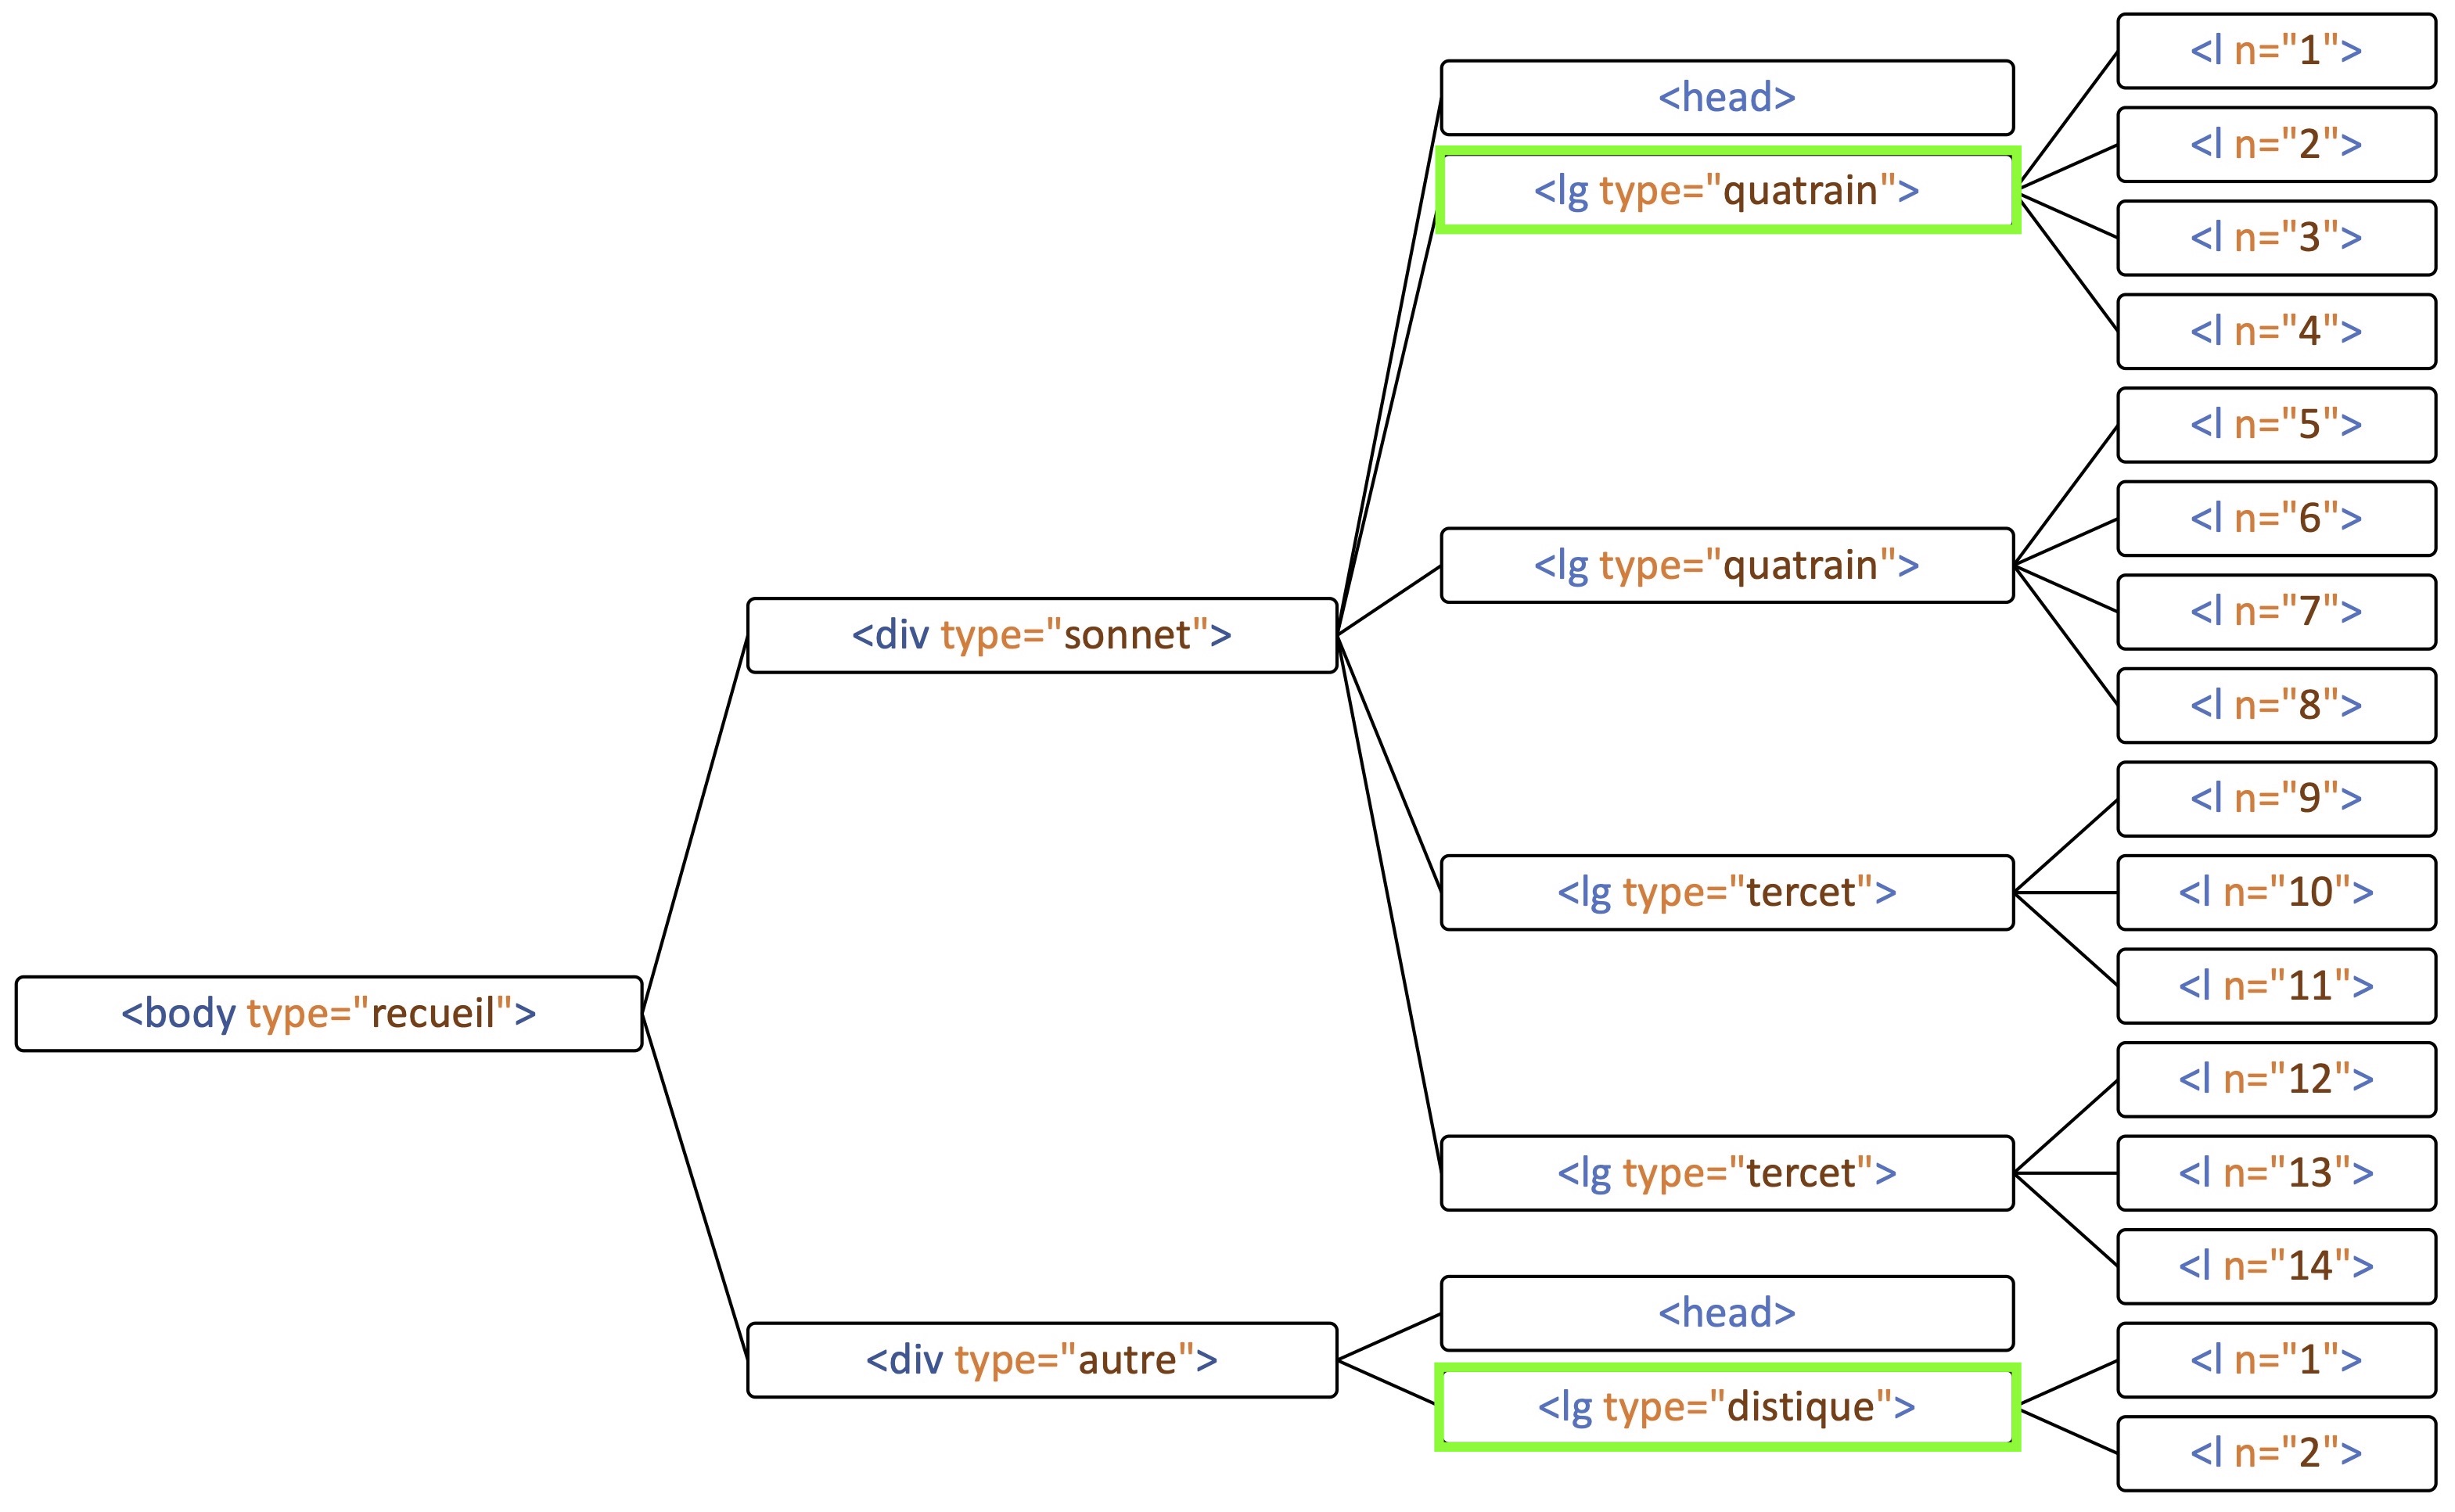 <body type="recueil">
<div type="sonnet">
<head>
<lg type="quatrain">
<l n="1">
<l n="2">
<l n="3">
<l n="4">
<lg type="quatrain">
<l n="5">
<l n="6">
<l n="7">
<l n="8">
<lg type="tercet">
<l n="9">
<l n="10">
<l n="11">
<lg type="tercet">
<l n="12">
<l n="13">
<l n="14">
<div type="autre">
<head>
<lg type="distique">
<l n="1">
<l n="2">